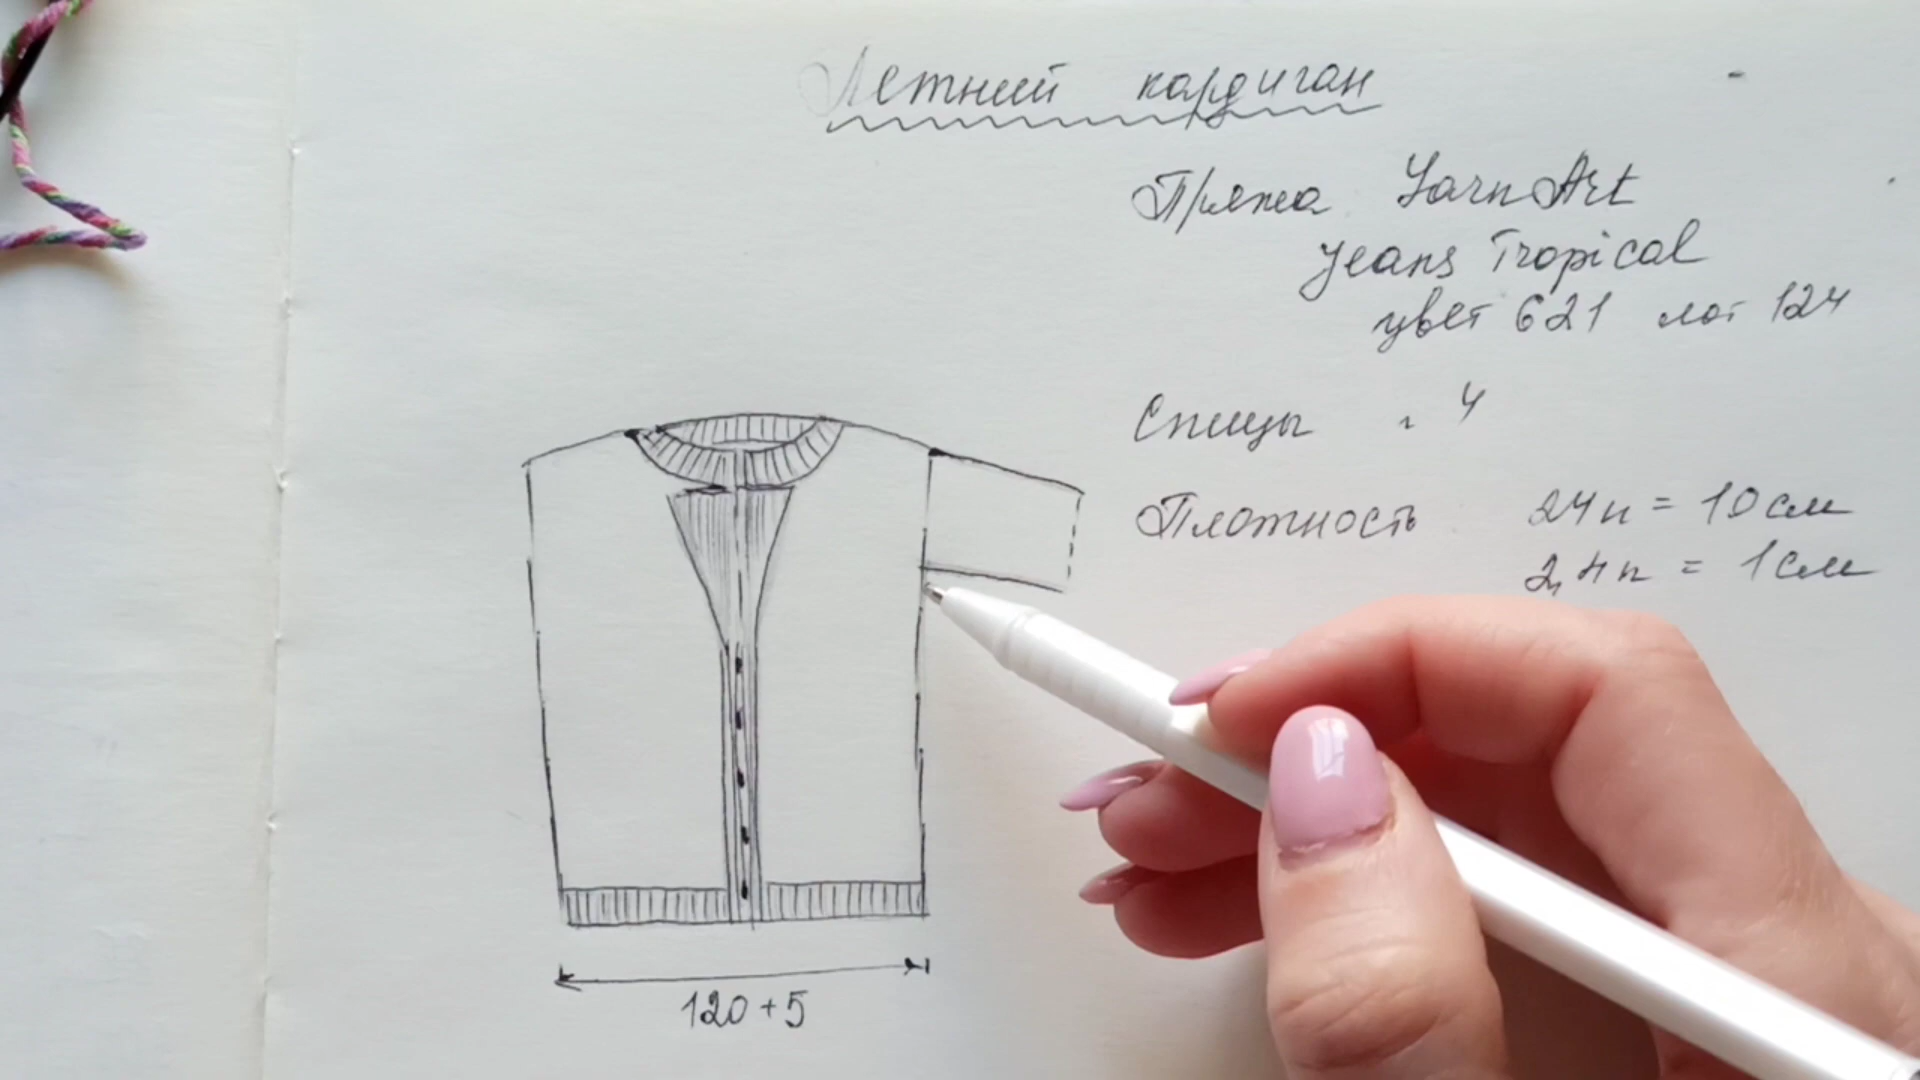 Летний кардиган
Пряжа YarnArt
Jeans Tropical
цвет 621 лот 124
Спицы 4
Плотность 24п = 10см
2,4п = 1см
120 + 5